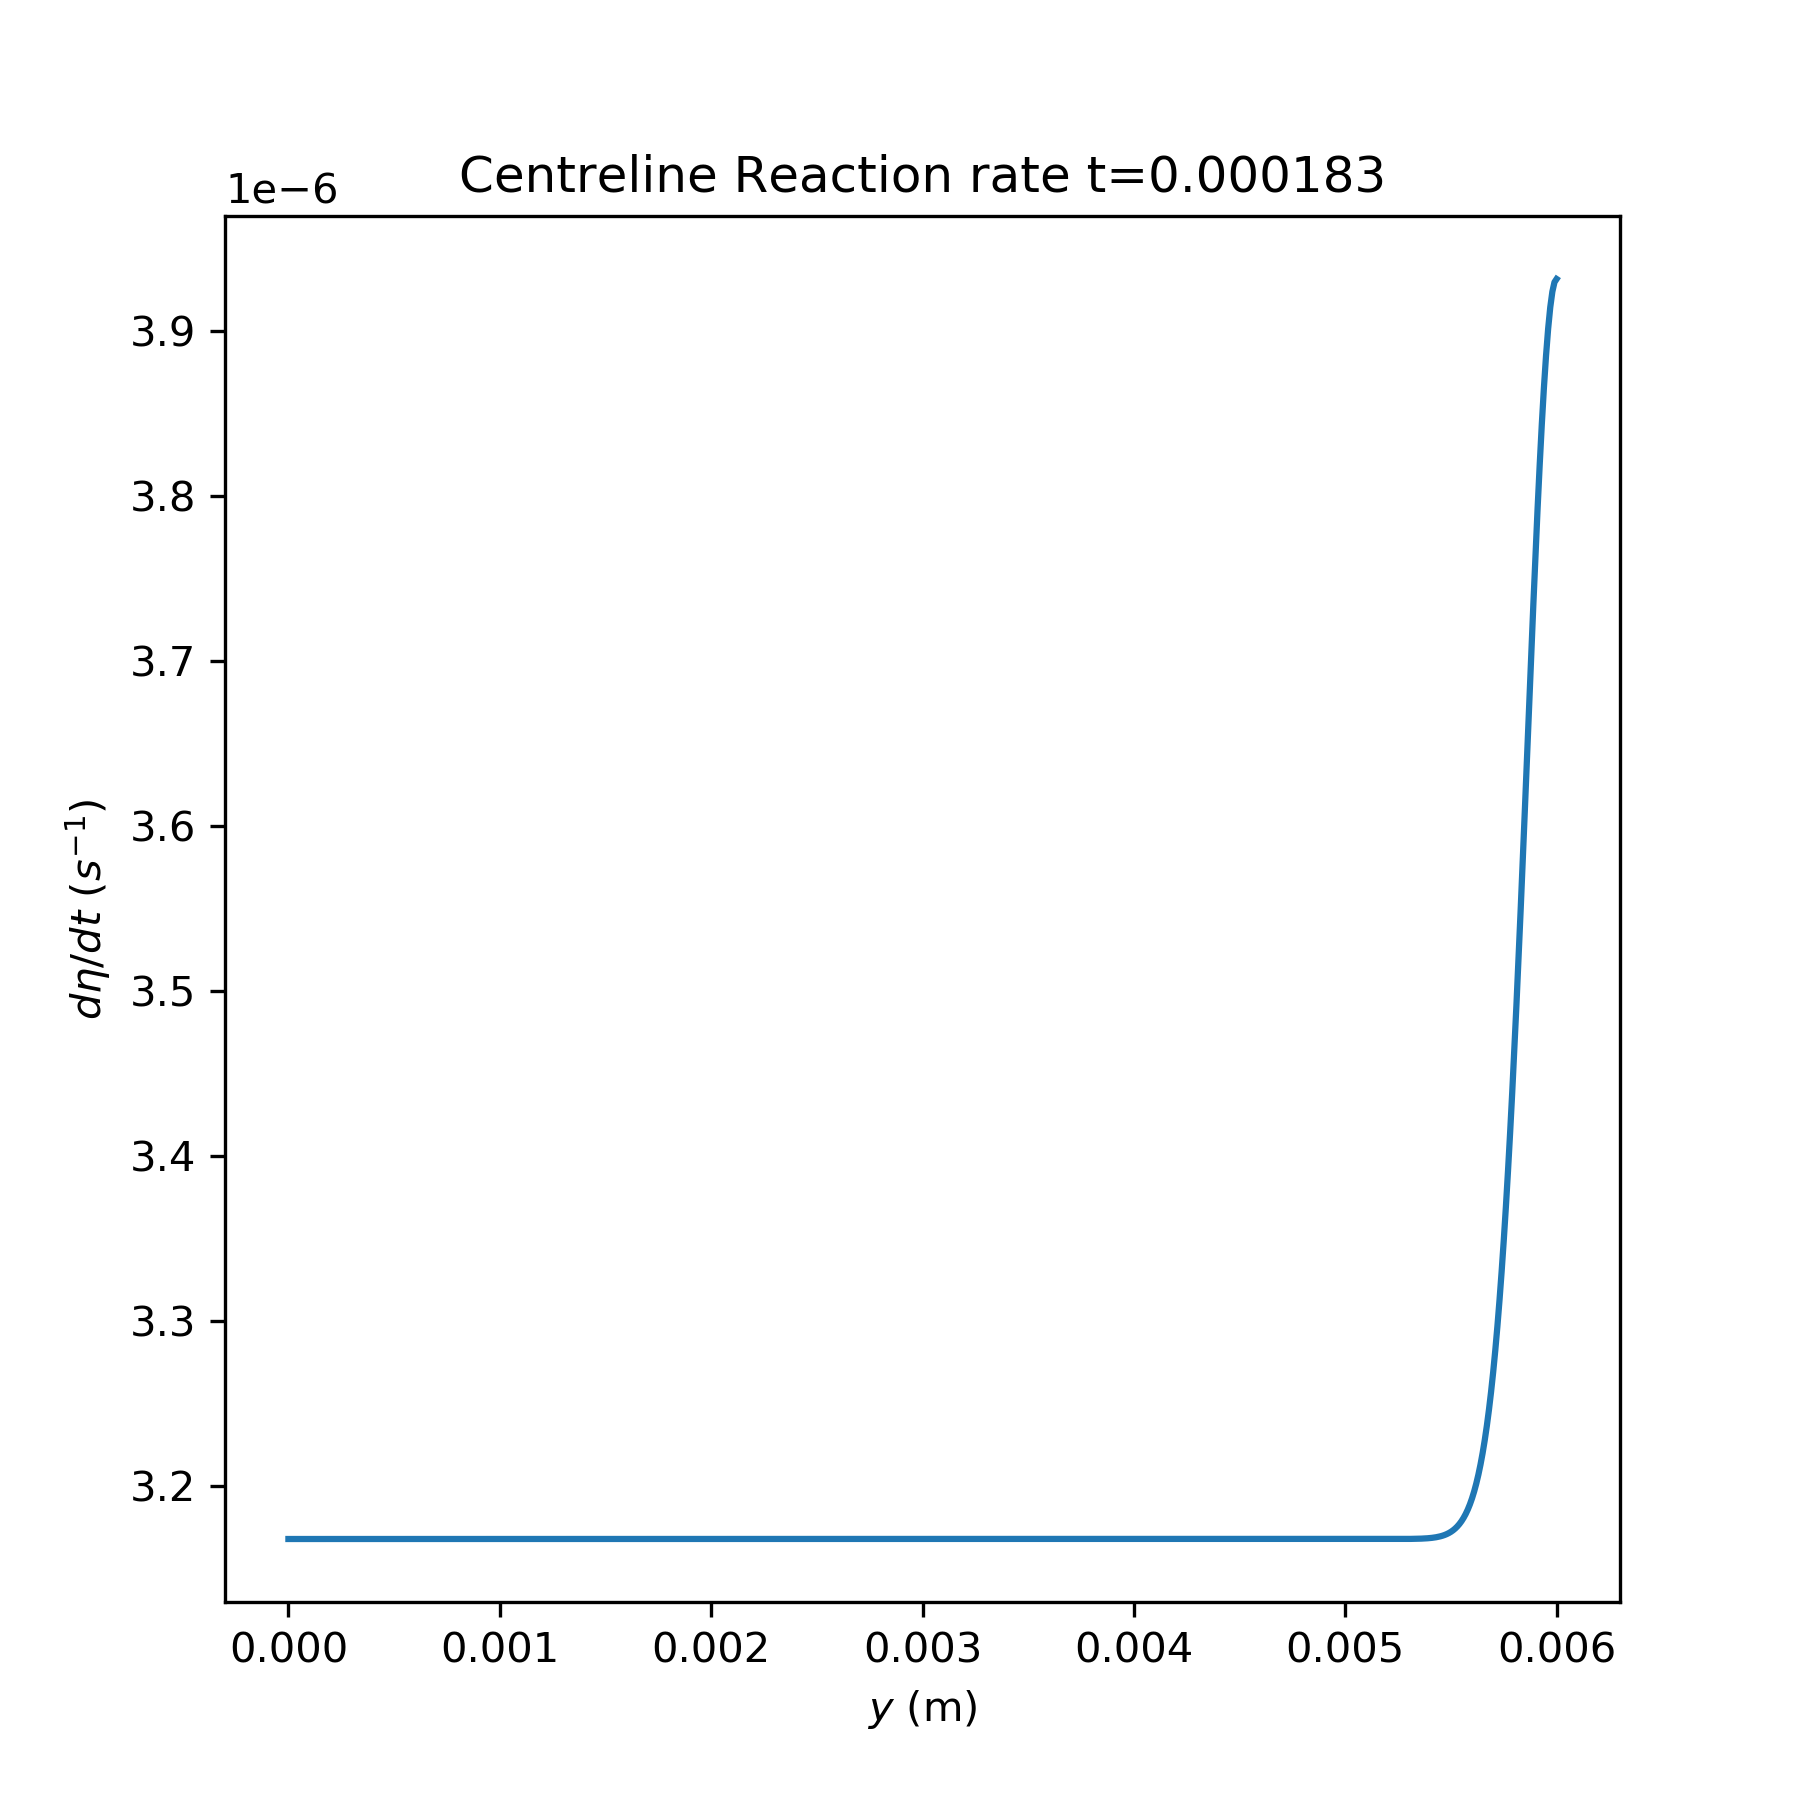 Centreline Reaction rate t=0.000183
1e−6
3.9
3.8
3.7
3.6
3.5
3.4
3.3
3.2
dη/dt (s⁻¹)
0.000 0.001 0.002 0.003 0.004 0.005 0.006
y (m)